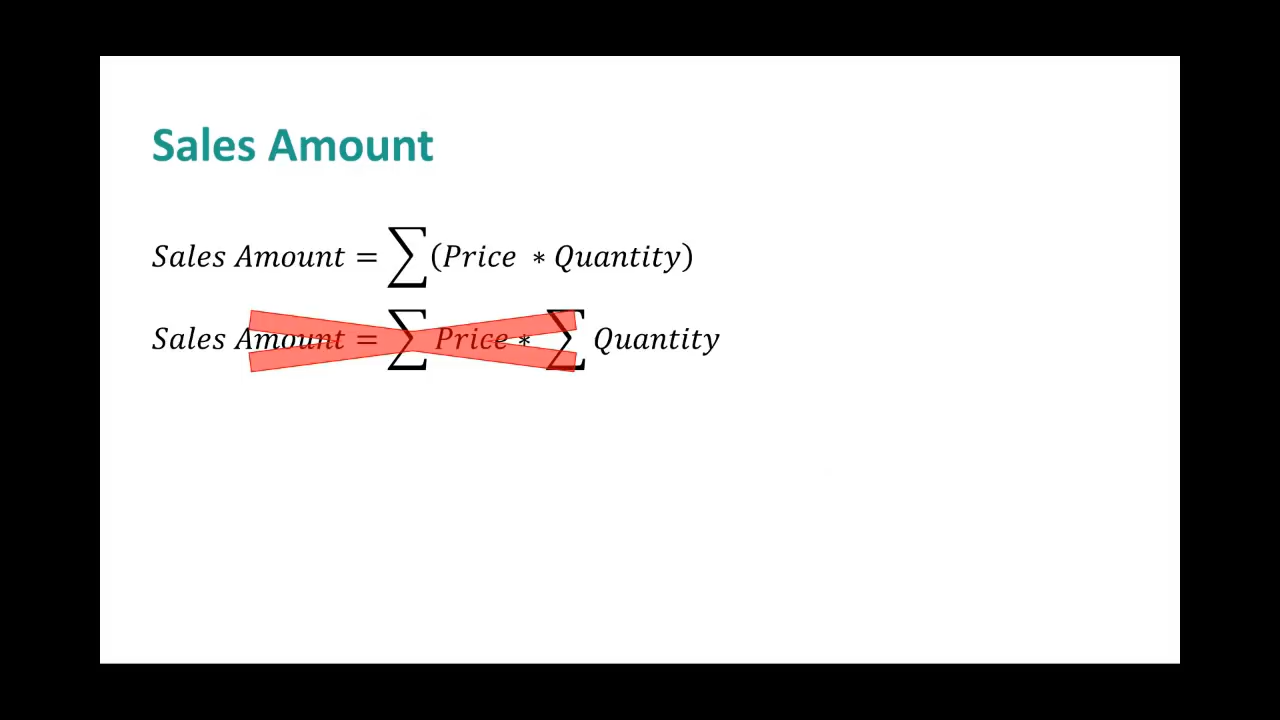 Sales Amount
Sales Amount = ∑(Price * Quantity)
Sales Amount = ∑ Price * ∑ Quantity